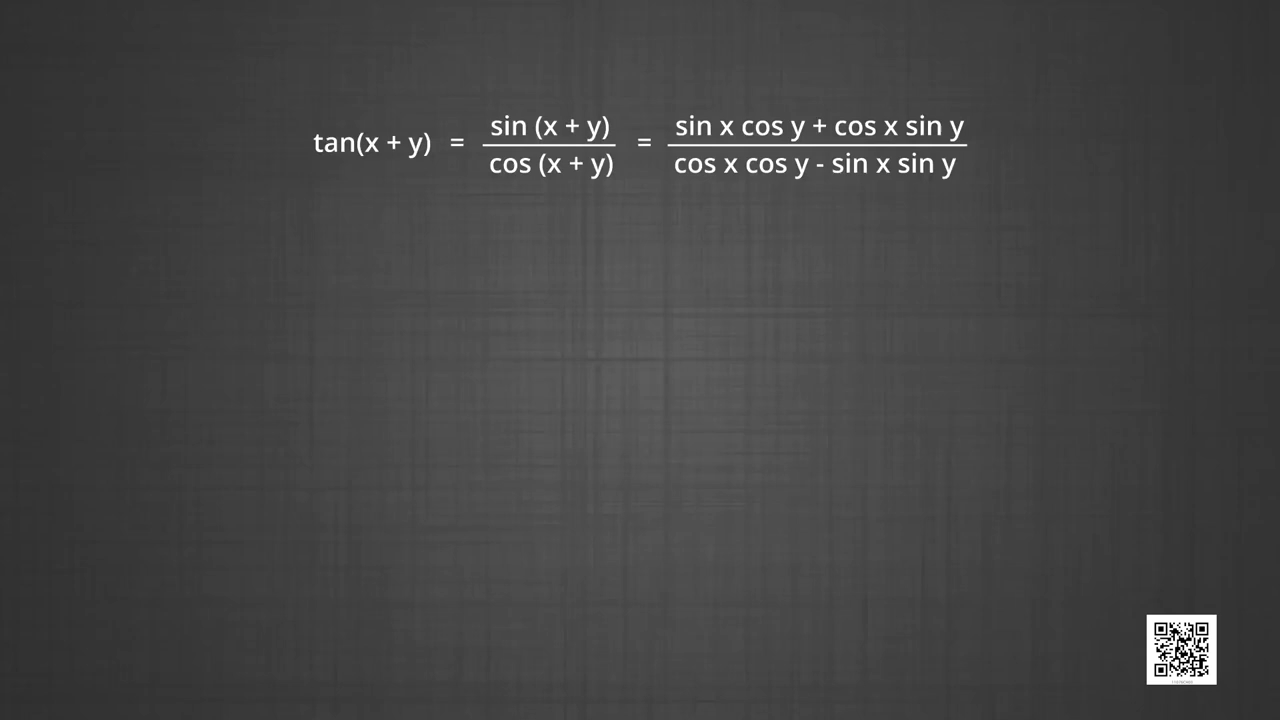 tan(x + y) = sin (x + y) / cos (x + y) = sin x cos y + cos x sin y / cos x cos y - sin x sin y